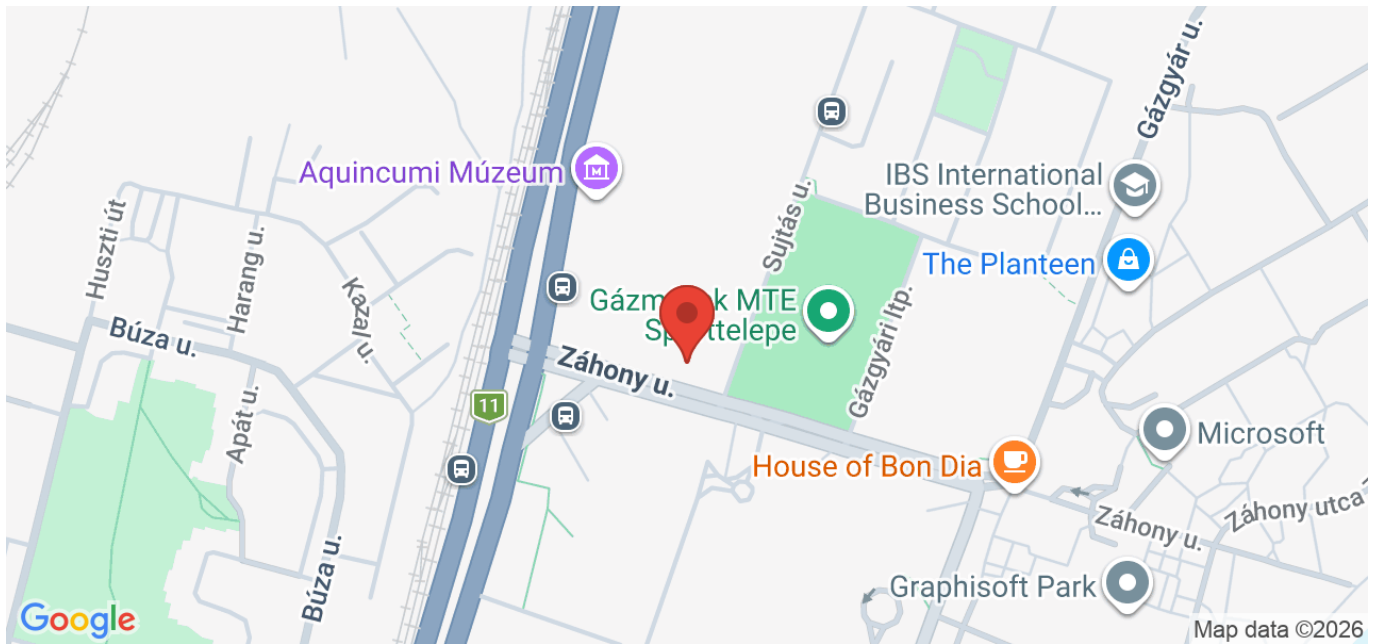 Gázgyár u.
Aquincumi Múzeum
IBS International
Business School...
Sujtás u.
Huszti út
Harang u.
The Planteen
Kazal u.
Gázgyári ltp.
MTE
Búza u.
Záhony u.
11
Apát u.
Microsoft
House of Bon Dia
Záhony u.
Záhony utca
Búza u.
Graphisoft Park
Google
Map data ©2026